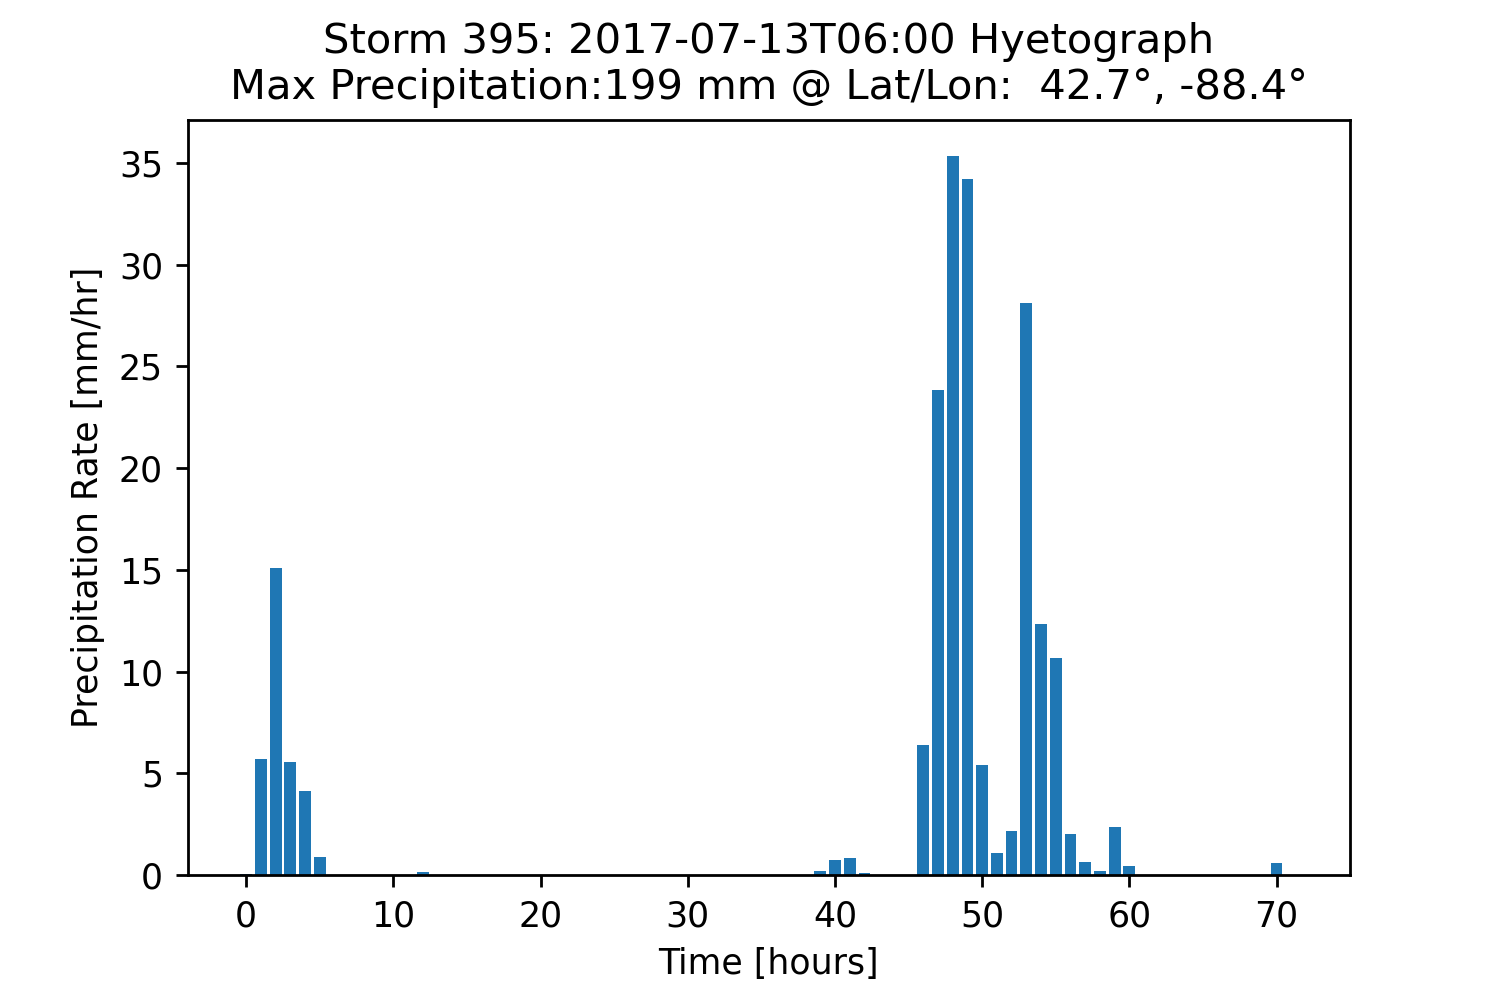 Storm 395: 2017-07-13T06:00 Hyetograph
Max Precipitation:199 mm @ Lat/Lon:  42.7°, -88.4°
Precipitation Rate [mm/hr]
35
30
25
20
15
10
5
0
0 10 20 30 40 50 60 70
Time [hours]